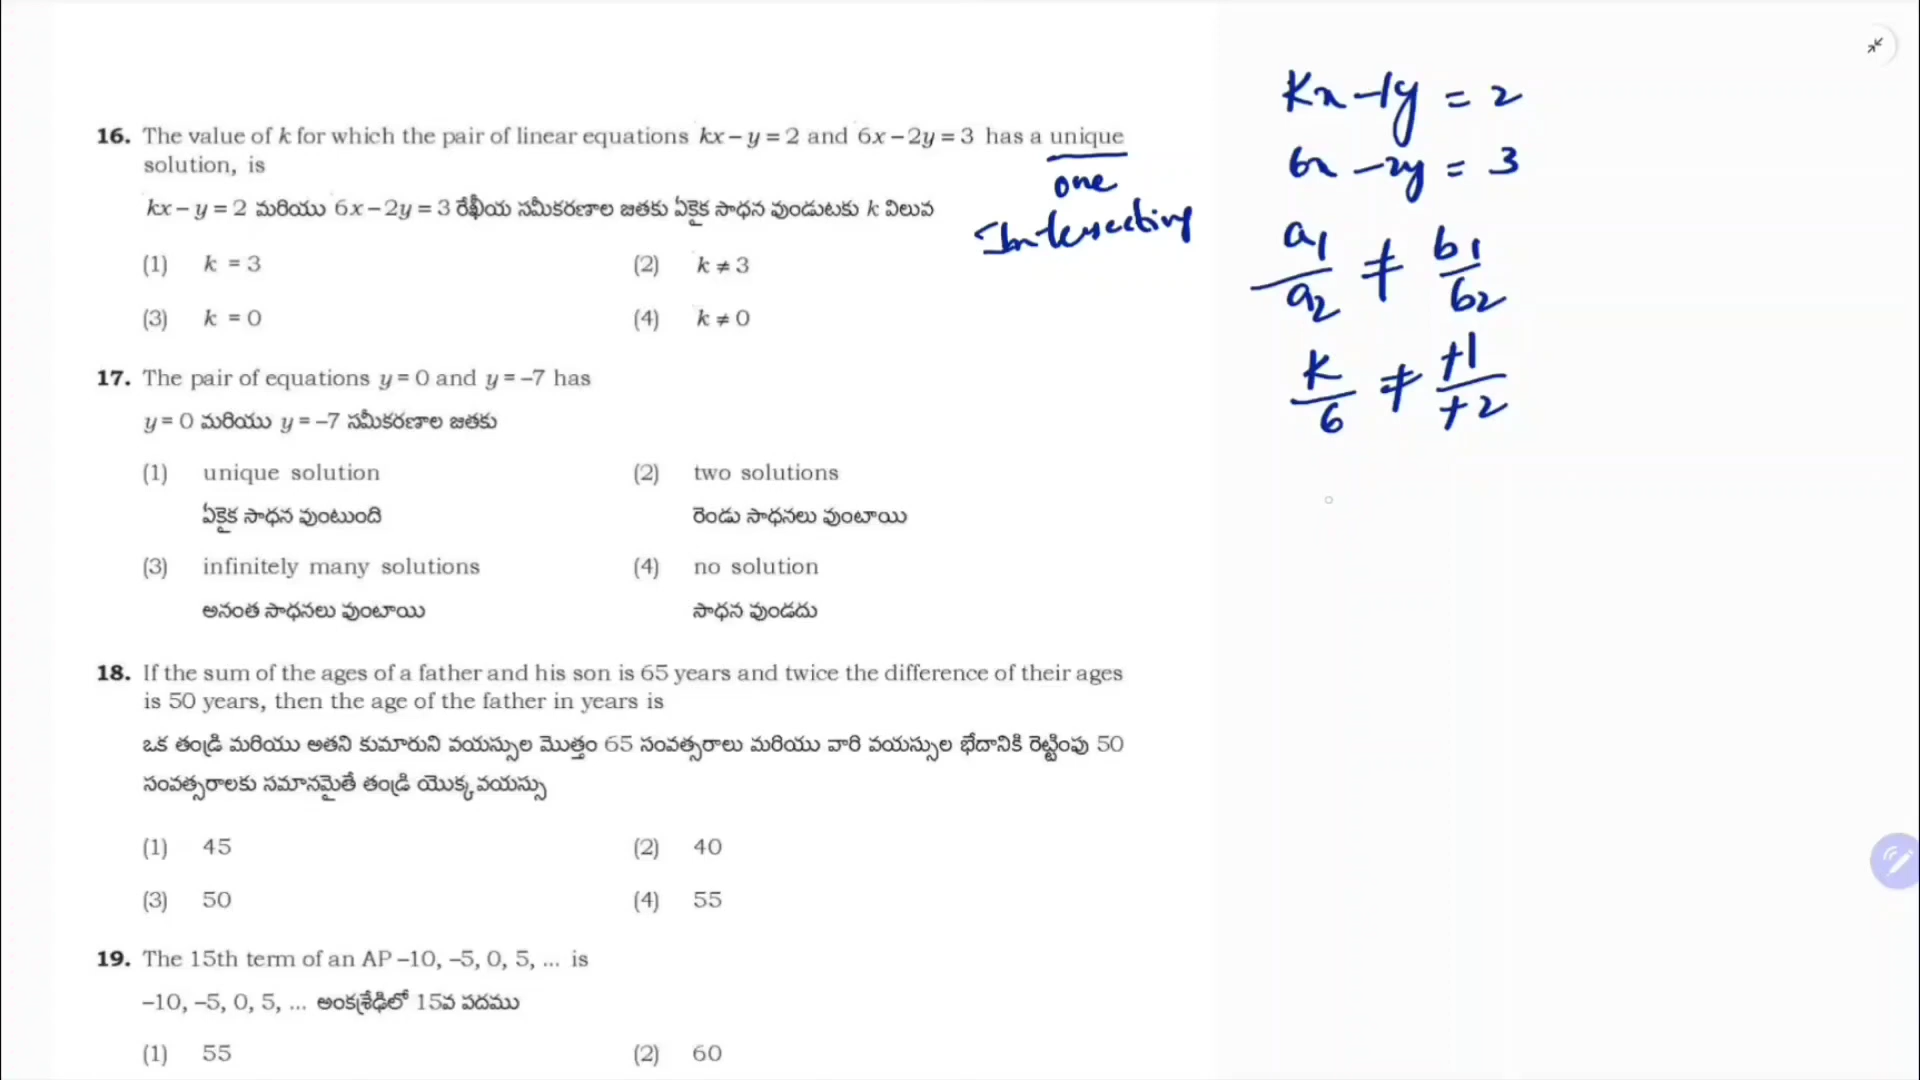 16. The value of k for which the pair of linear equations kx – y = 2 and 6x – 2y = 3 has a unique
solution, is
kx – y = 2 మరియు 6x – 2y = 3 రేఖీయ సమీకరణాల జతకు ఏకైక సాధన వుండుటకు k విలువ
one
Intersecting
(1) k = 3 (2) k ≠ 3
(3) k = 0 (4) k ≠ 0
17. The pair of equations y = 0 and y = –7 has
y = 0 మరియు y = –7 సమీకరణాల జతకు
(1) unique solution (2) two solutions
ఏకైక సాధన వుంటుంది రెండు సాధనలు వుంటాయి
(3) infinitely many solutions (4) no solution
అనంత సాధనలు వుంటాయి సాధన వుండదు
18. If the sum of the ages of a father and his son is 65 years and twice the difference of their ages
is 50 years, then the age of the father in years is
ఒక తండ్రి మరియు అతని కుమారుని వయస్సుల మొత్తం 65 సంవత్సరాలు మరియు వారి వయస్సుల భేదానికి రెట్టింపు 50
సంవత్సరాలకు సమానమైతే తండ్రి యొక్క వయస్సు
(1) 45 (2) 40
(3) 50 (4) 55
19. The 15th term of an AP –10, –5, 0, 5, ... is
–10, –5, 0, 5, ... అంకశ్రేఢిలో 15వ పదము
(1) 55 (2) 60
kx – 1y = 2
6x – 2y = 3
a1 ≠ b1
a2 b2
k ≠ +1
6 +2